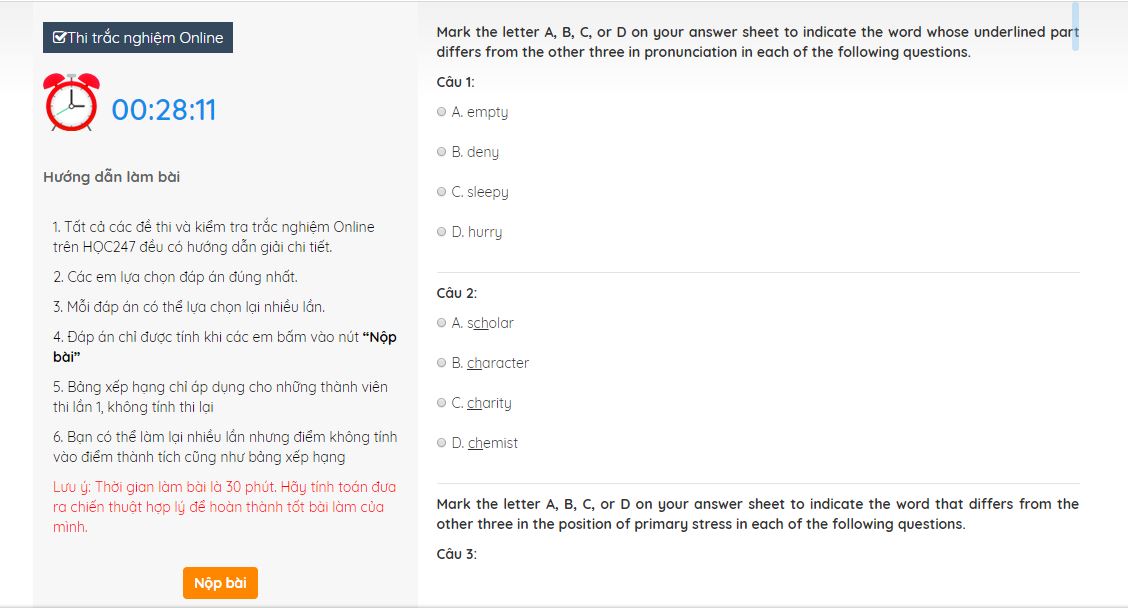 Thi trắc nghiệm Online
00:28:11
Hướng dẫn làm bài
1. Tất cả các đề thi và kiểm tra trắc nghiệm Online
trên HỌC247 đều có hướng dẫn giải chi tiết.
2. Các em lựa chọn đáp án đúng nhất.
3. Mỗi đáp án có thể lựa chọn lại nhiều lần.
4. Đáp án chỉ được tính khi các em bấm vào nút “Nộp
bài”
5. Bảng xếp hạng chỉ áp dụng cho những thành viên
thi lần 1, không tính thi lại
6. Bạn có thể làm lại nhiều lần nhưng điểm không tính
vào điểm thành tích cũng như bảng xếp hạng
Lưu ý: Thời gian làm bài là 30 phút. Hãy tính toán đưa
ra chiến thuật hợp lý để hoàn thành tốt bài làm của
mình.
Nộp bài
Mark the letter A, B, C, or D on your answer sheet to indicate the word whose underlined part
differs from the other three in pronunciation in each of the following questions.
Câu 1:
A. empty
B. deny
C. sleepy
D. hurry
Câu 2:
A. scholar
B. character
C. charity
D. chemist
Mark the letter A, B, C, or D on your answer sheet to indicate the word that differs from the
other three in the position of primary stress in each of the following questions.
Câu 3: